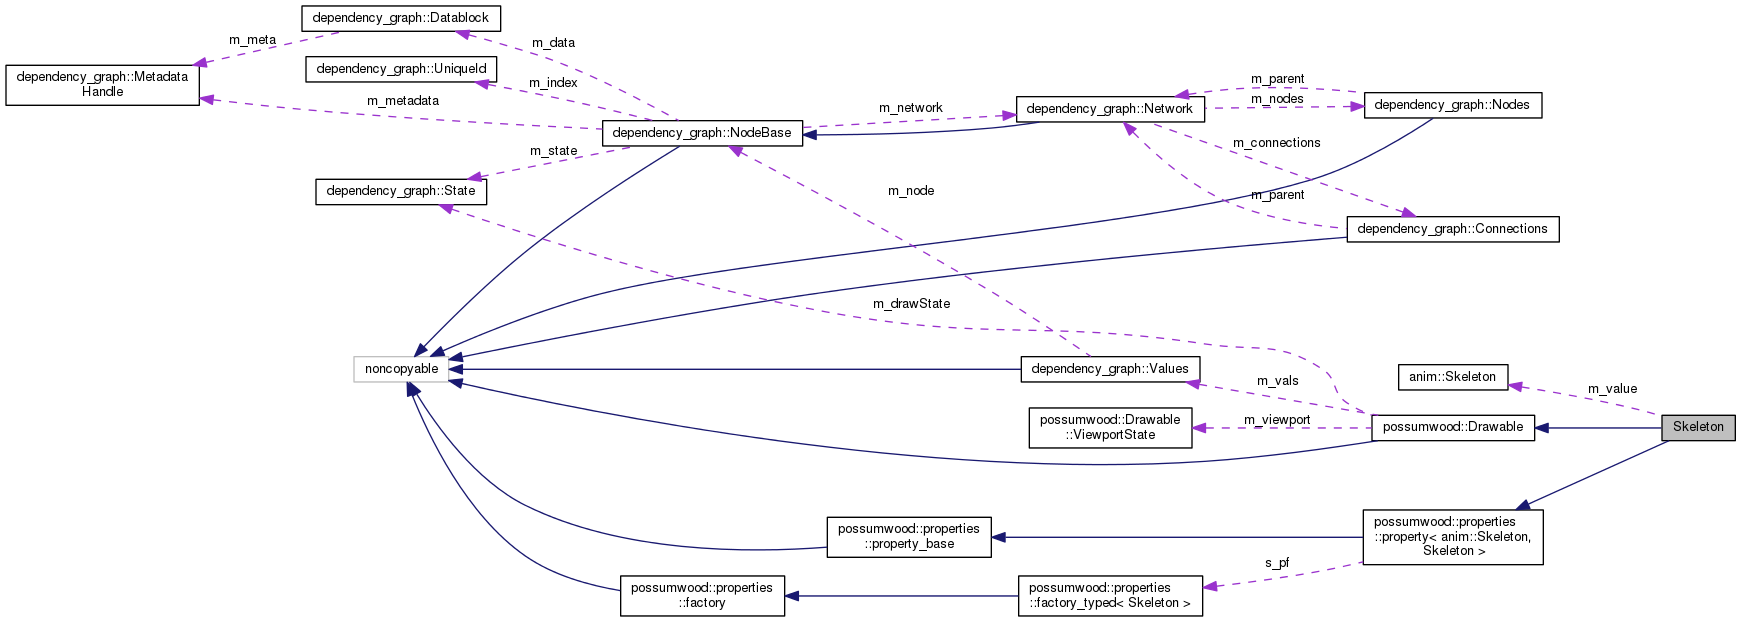 dependency_graph::Datablock
m_meta
m_data
dependency_graph::UniqueId
dependency_graph::Metadata
Handle
m_index
m_metadata
m_parent
m_nodes
dependency_graph::Nodes
m_network
dependency_graph::Network
dependency_graph::NodeBase
m_connections
m_state
dependency_graph::State
m_node
m_parent
dependency_graph::Connections
m_drawState
noncopyable
dependency_graph::Values
m_vals
anim::Skeleton
m_value
possumwood::Drawable
::ViewportState
m_viewport
possumwood::Drawable
Skeleton
possumwood::properties
::property_base
possumwood::properties
::property< anim::Skeleton,
Skeleton >
s_pf
possumwood::properties
::factory
possumwood::properties
::factory_typed< Skeleton >